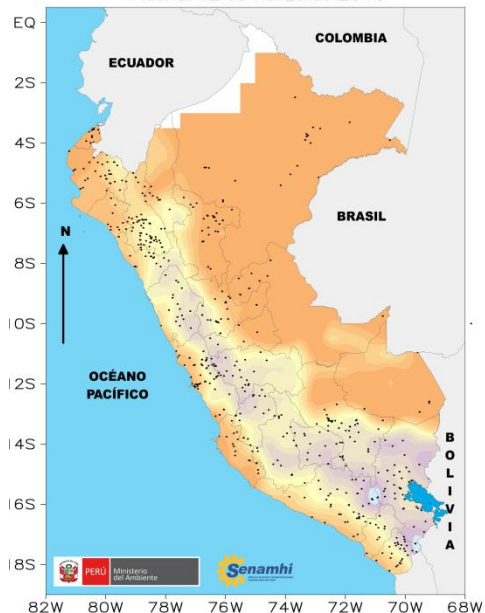 EQ
COLOMBIA
ECUADOR
2S
4S
6S
BRASIL
N
8S
10S
12S
OCÉANO
PACÍFICO
14S
BOLIVIA
16S
18S
PERÚ
Ministerio
del Ambiente
Senamhi
82W
80W
78W
76W
74W
72W
70W
68W